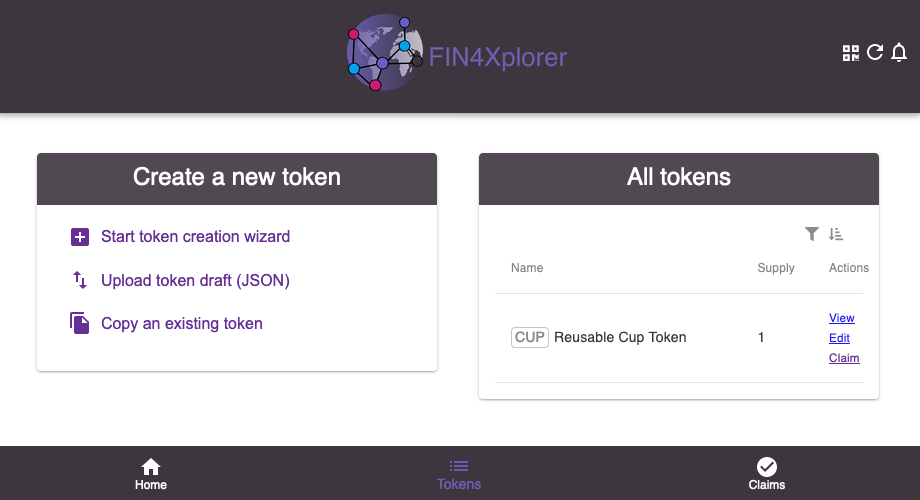 FIN4Xplorer
Create a new token
Start token creation wizard
Upload token draft (JSON)
Copy an existing token
All tokens
Name Supply Actions
CUP Reusable Cup Token 1 View
Edit
Claim
Home Tokens Claims